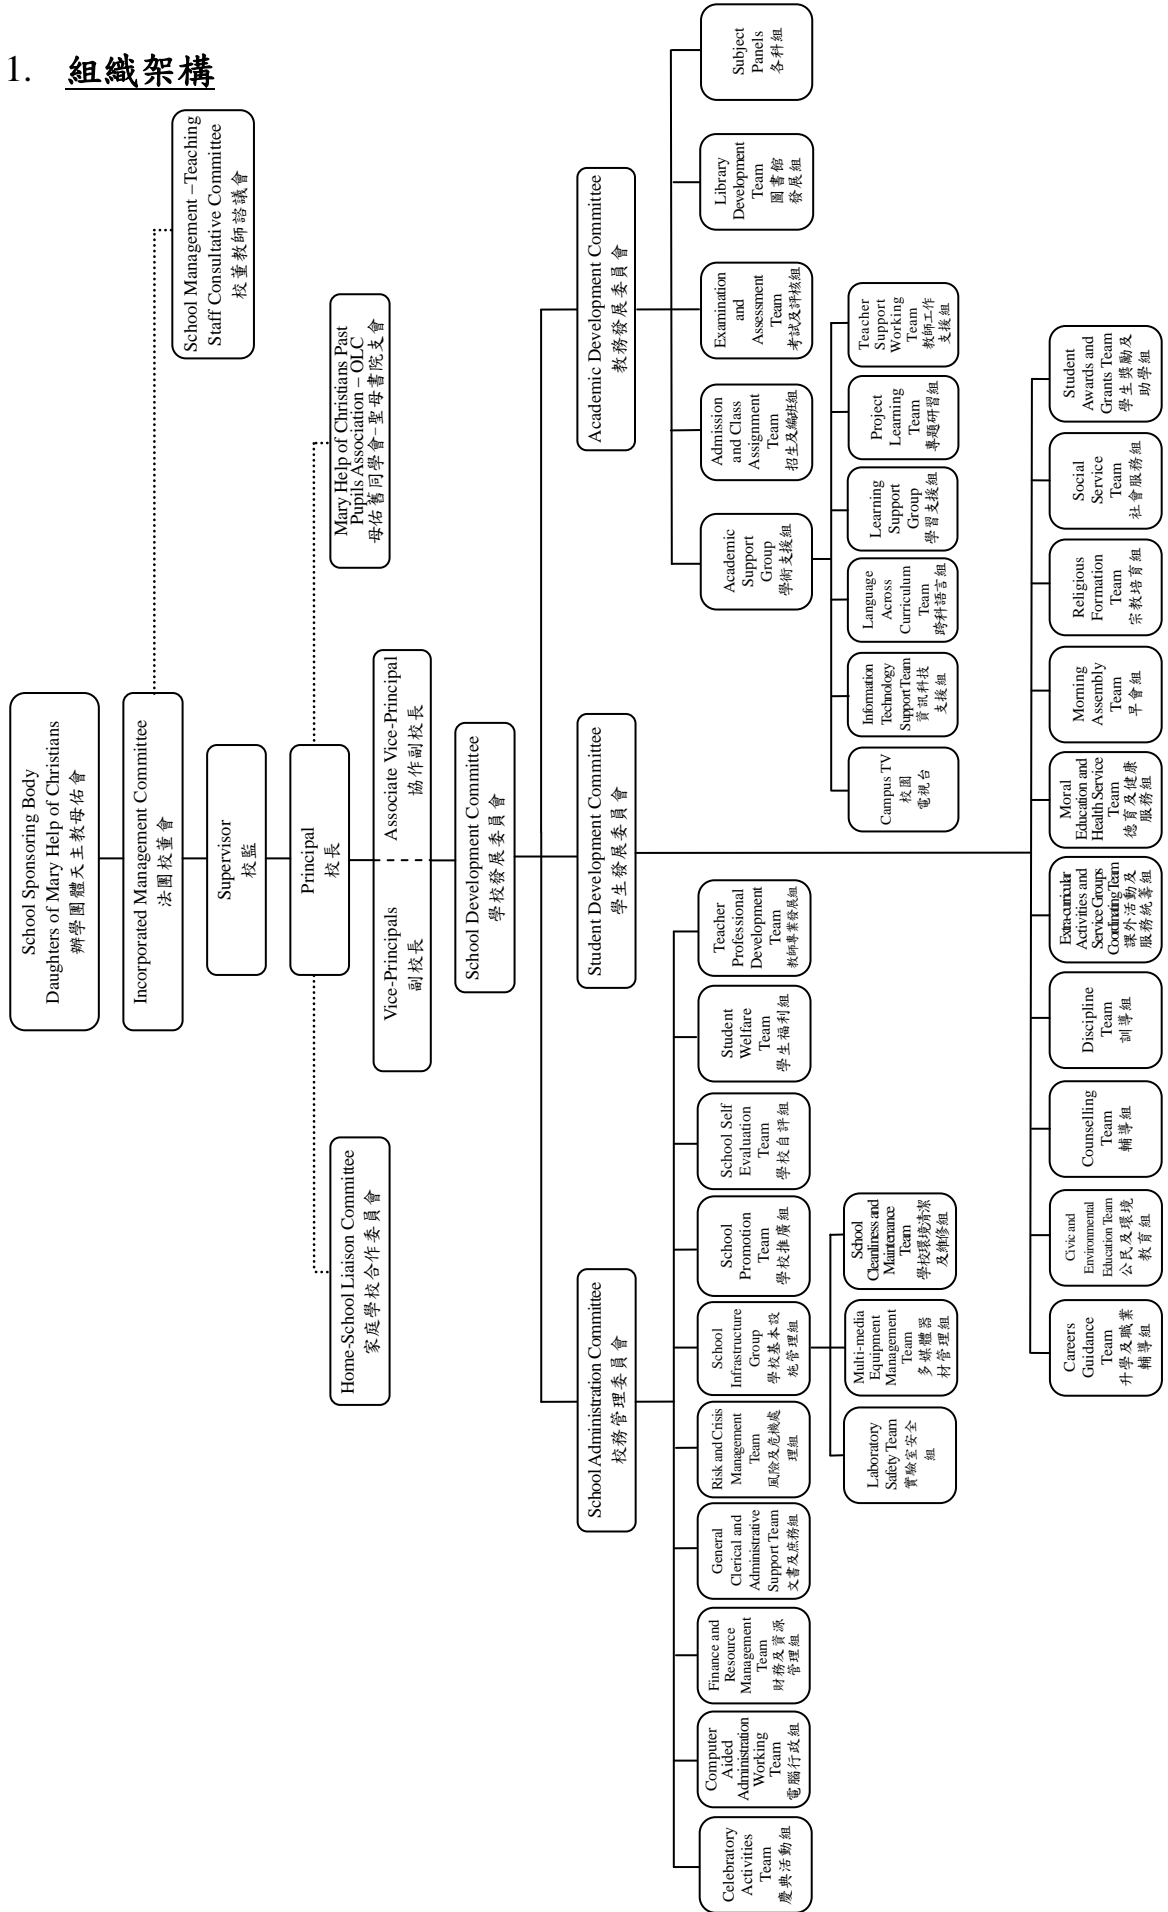 1. 組織架構
School Sponsoring Body
Daughters of Mary Help of Christians
辦學團體天主教母佑會
Incorporated Management Committee
法團校董會
School Management –Teaching
Staff Consultative Committee
校董教師諮議會
Supervisor
校監
Principal
校長
Home-School Liaison Committee
家庭學校合作委員會
Mary Help of Christians Past
Pupils Association – OLC
母佑舊同學會–聖母書院支會
Vice-Principals
副校長
Associate Vice-Principal
協作副校長
School Development Committee
學校發展委員會
School Administration Committee
校務管理委員會
Student Development Committee
學生發展委員會
Academic Development Committee
教務發展委員會
Celebratory
Activities
Team
慶典活動組
Computer
Aided
Administration
Working
Team
電腦行政組
Finance and
Resource
Management
Team
財務及資源
管理組
General
Clerical and
Administrative
Support Team
文書及庶務組
Risk and Crisis
Management
Team
風險及危機處
理組
School
Infrastructure
Group
學校基本設
施管理組
School
Promotion
Team
學校推廣組
School Self
Evaluation
Team
學校自評組
Student
Welfare
Team
學生福利組
Teacher
Professional
Development
Team
教師專業發展組
Academic
Support
Group
學術支援組
Admission
and Class
Assignment
Team
招生及編班組
Examination
and
Assessment
Team
考試及評核組
Library
Development
Team
圖書館
發展組
Subject
Panels
各科組
Laboratory
Safety Team
實驗室安全
組
Multi-media
Equipment
Management
Team
多媒體器
材管理組
School
Cleanliness and
Maintenance
Team
學校環境清潔
及維修組
Campus TV
校園
電視台
Information
Technology
Support Team
資訊科技
支援組
Language
Across
Curriculum
Team
跨科語言組
Learning
Support
Group
學習支援組
Project
Learning
Team
專題研習組
Teacher
Support
Working
Team
教師工作
支援組
Careers
Guidance
Team
升學及職業
輔導組
Civic and
Environmental
Education Team
公民及環境
教育組
Counselling
Team
輔導組
Discipline
Team
訓導組
Extra-curricular
Activities and
Service Groups
Coordinating Team
課外活動及
服務統籌組
Moral
Education and
Health Service
Team
德育及健康
服務組
Morning
Assembly
Team
早會組
Religious
Formation
Team
宗教培育組
Social
Service
Team
社會服務組
Student
Awards and
Grants Team
學生獎勵及
助學組